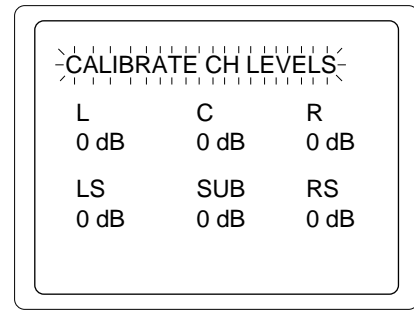 CALIBRATE CH LEVELS
L C R
0 dB 0 dB 0 dB
LS SUB RS
0 dB 0 dB 0 dB